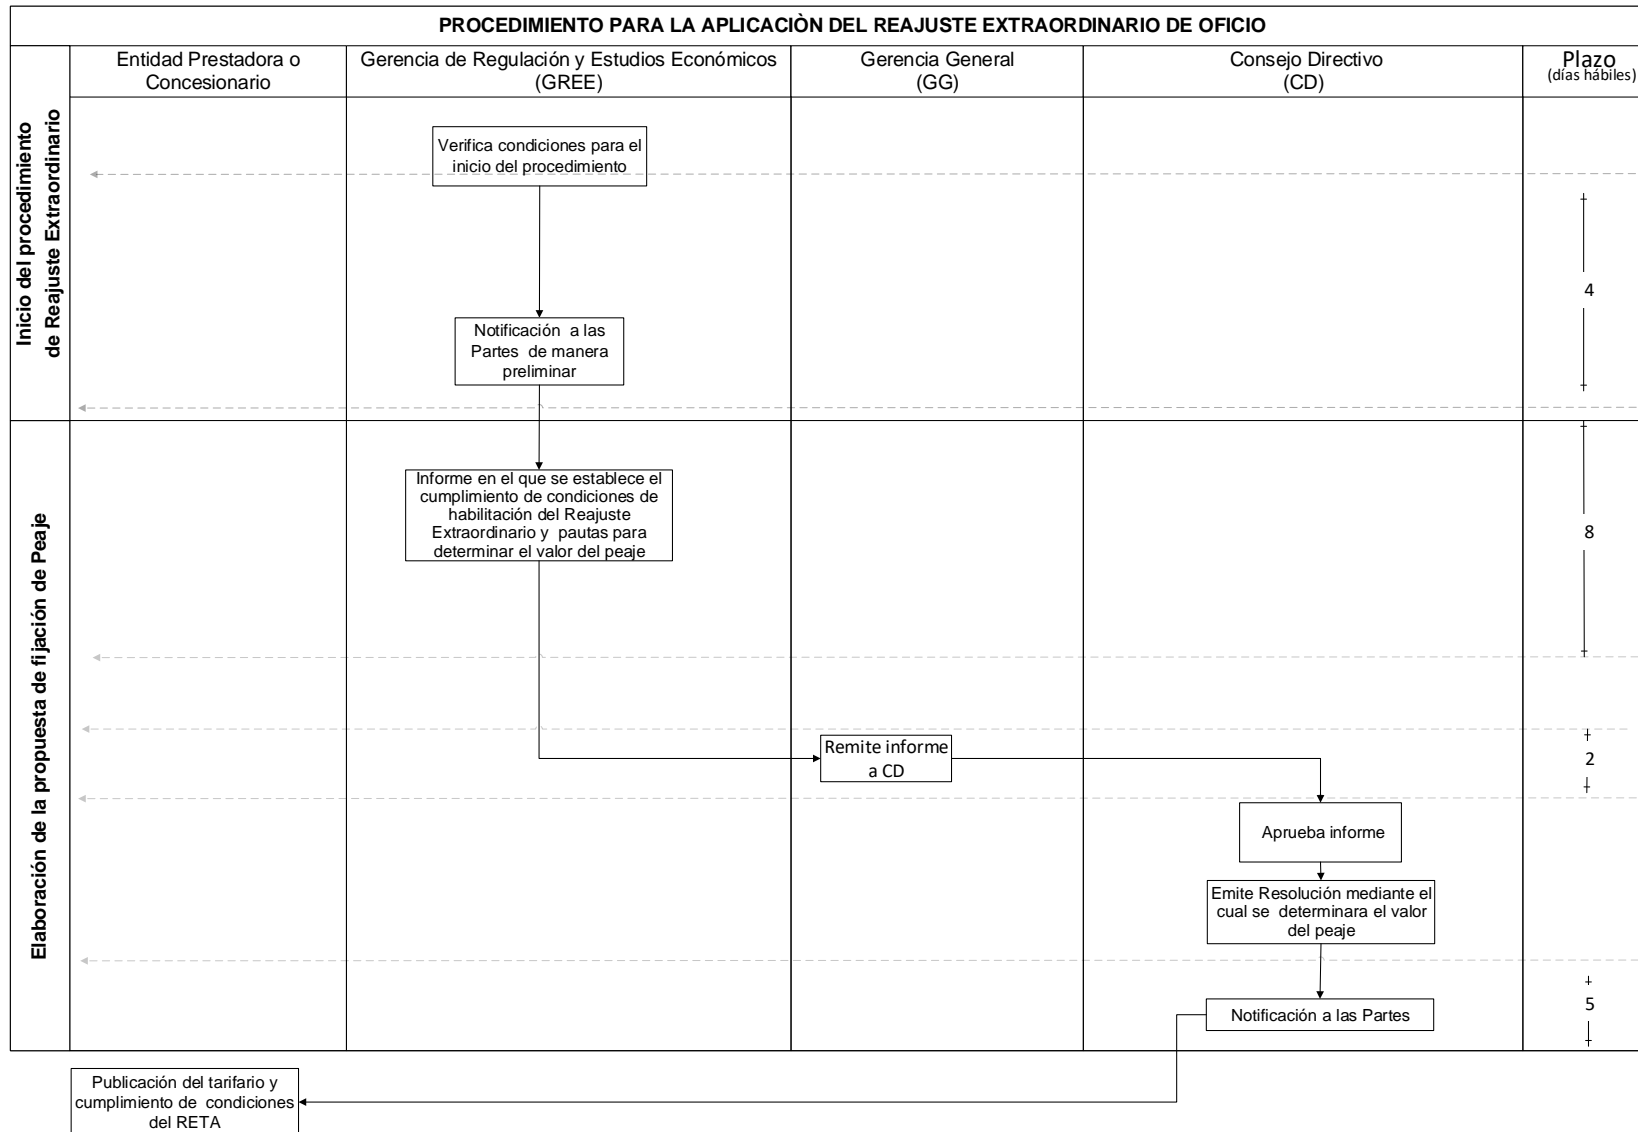 PROCEDIMIENTO PARA LA APLICACIÒN DEL REAJUSTE EXTRAORDINARIO DE OFICIO
Entidad Prestadora o
Concesionario
Gerencia de Regulación y Estudios Económicos
(GREE)
Gerencia General
(GG)
Consejo Directivo
(CD)
Plazo
(días hábiles)
Inicio del procedimiento
de Reajuste Extraordinario
Verifica condiciones para el
inicio del procedimiento
4
Notificación a las
Partes de manera
preliminar
Elaboración de la propuesta de fijación de Peaje
Informe en el que se establece el
cumplimiento de condiciones de
habilitación del Reajuste
Extraordinario y pautas para
determinar el valor del peaje
8
Remite informe
a CD
2
Aprueba informe
Emite Resolución mediante el
cual se determinara el valor
del peaje
Notificación a las Partes
5
Publicación del tarifario y
cumplimiento de condiciones
del RETA